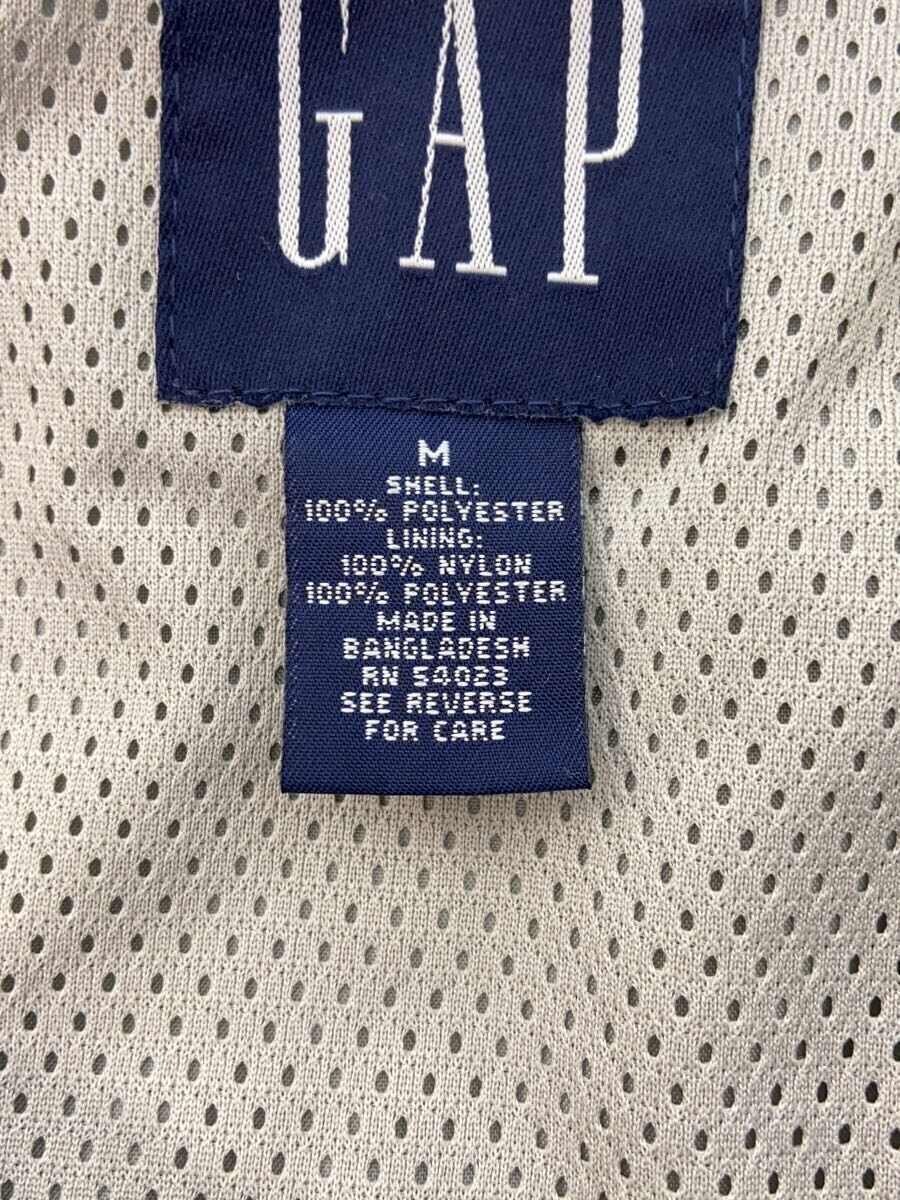 GAP
M
SHELL:
100% POLYESTER
LINING:
100% NYLON
100% POLYESTER
MADE IN
BANGLADESH
RN 54023
SEE REVERSE
FOR CARE